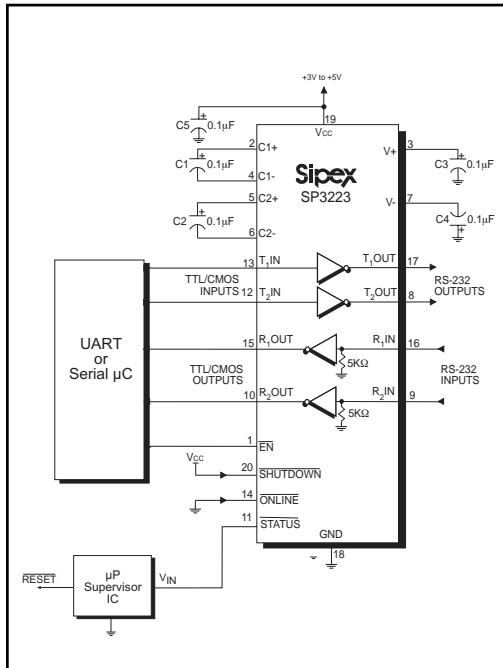 +3V to +5V
19
VCC
C5
+
0.1µF
2
C1+
C1
+
0.1µF
4
C1-
5
C2+
C2
+
0.1µF
6
C2-
Sipex
SP3223
V+
3
C3
+
0.1µF
V-
7
C4
+
0.1µF
13
T1IN
T1OUT
17
TTL/CMOS
INPUTS
12
T2IN
T2OUT
8
RS-232
OUTPUTS
UART
or
Serial µC
15
R1OUT
R1IN
16
5KΩ
TTL/CMOS
OUTPUTS
10
R2OUT
R2IN
9
5KΩ
RS-232
INPUTS
1
EN
VCC
20
SHUTDOWN
14
ONLINE
11
STATUS
GND
18
RESET
µP
Supervisor
IC
VIN